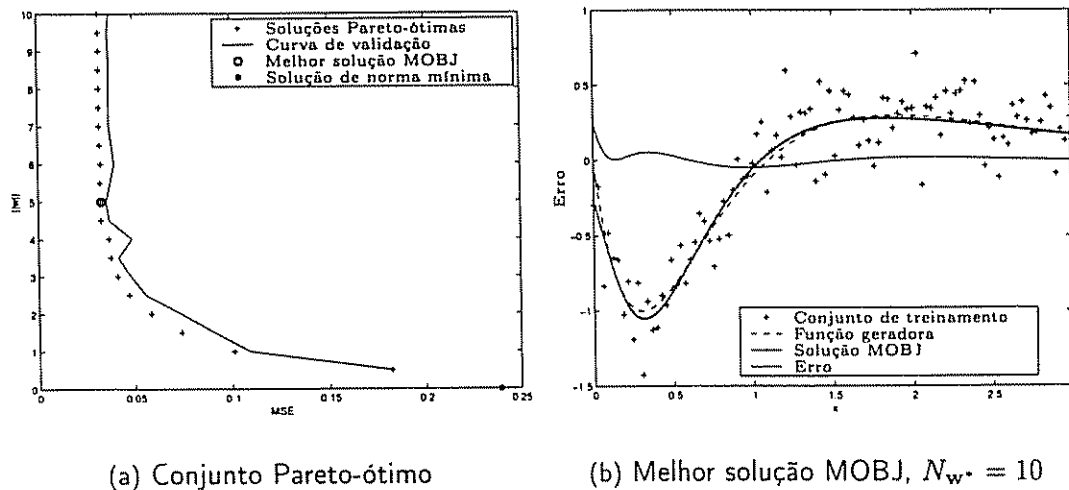 10
9
8
7
6
5
4
3
2
1
0
||w||
0
0.05
0.1
0.15
0.2
0.25
MSE
Soluções Pareto-ótimas
Curva de validação
Melhor solução MOBJ
Solução de norma mínima
(a) Conjunto Pareto-ótimo
1
0.5
0
-0.5
-1
-1.5
Erro
0
0.5
1
1.5
2
2.5
x
Conjunto de treinamento
Função geradora
Solução MOBJ
Erro
(b) Melhor solução MOBJ, N_w* = 10